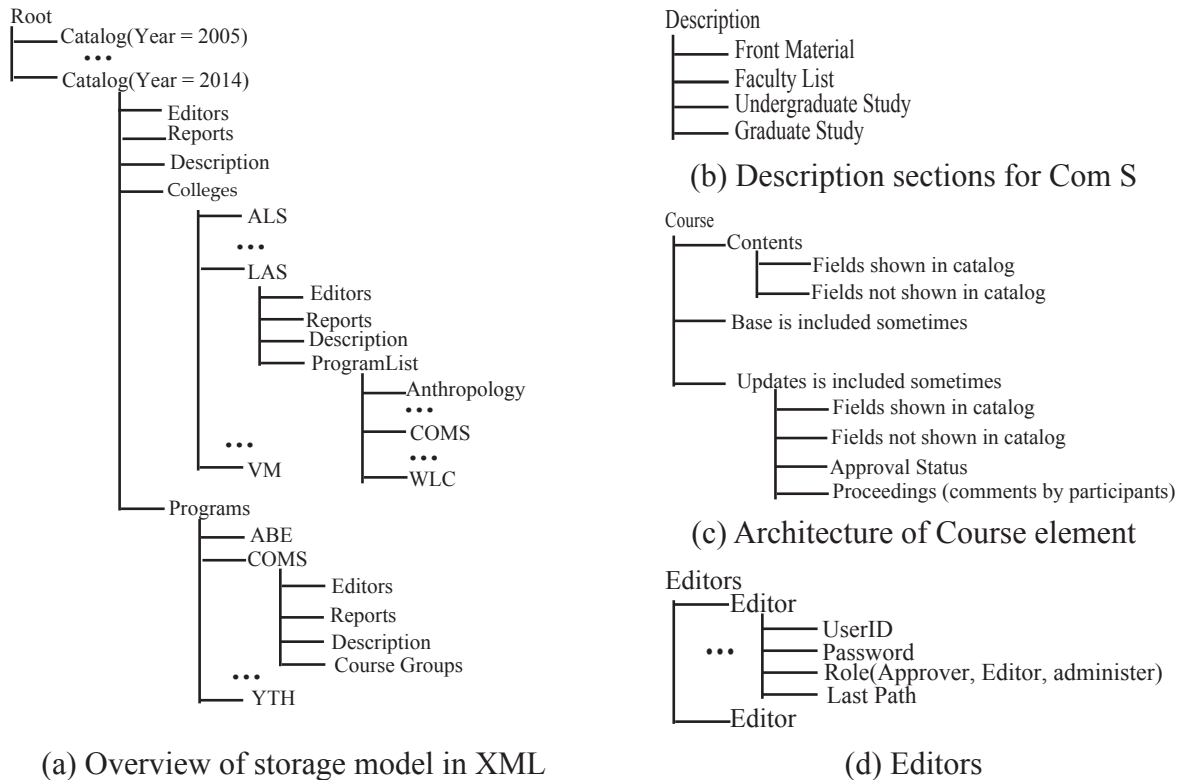 Root
Catalog(Year = 2005)
•••
Catalog(Year = 2014)
Editors
Reports
Description
Colleges
ALS
•••
LAS
Editors
Reports
Description
ProgramList
Anthropology
•••
COMS
•••
WLC
•••
VM
Programs
ABE
COMS
Editors
Reports
Description
Course Groups
•••
YTH
(a) Overview of storage model in XML
Description
Front Material
Faculty List
Undergraduate Study
Graduate Study
(b) Description sections for Com S
Course
Contents
Fields shown in catalog
Fields not shown in catalog
Base is included sometimes
Updates is included sometimes
Fields shown in catalog
Fields not shown in catalog
Approval Status
Proceedings (comments by participants)
(c) Architecture of Course element
Editors
Editor
UserID
•••
Password
Role(Approver, Editor, administer)
Last Path
Editor
(d) Editors